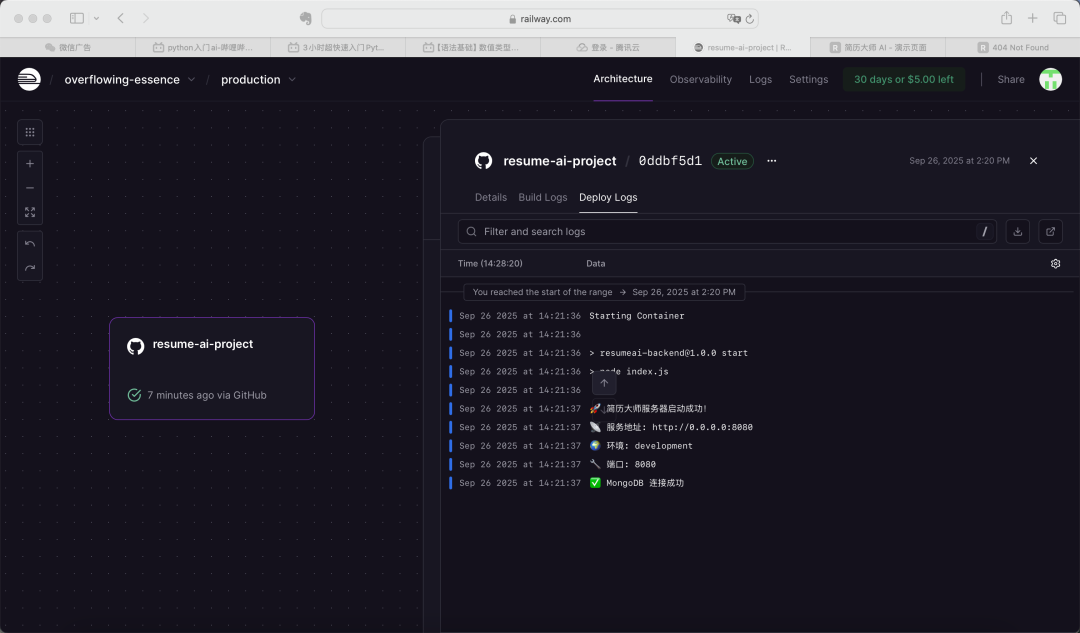 railway.com
微信广告
python入门ai-哔哩哔...
3小时超快速入门Pyt...
【语法基础】数值类型...
登录 - 腾讯云
resume-ai-project | R...
简历大师 AI - 演示页面
404 Not Found
/ overflowing-essence / production
Architecture
Observability
Logs
Settings
30 days or $5.00 left
Share
resume-ai-project / 0ddbf5d1 Active ...
Sep 26, 2025 at 2:20 PM
Details
Build Logs
Deploy Logs
Filter and search logs /
Time (14:28:20) Data
You reached the start of the range → Sep 26, 2025 at 2:20 PM
Sep 26 2025 at 14:21:36 Starting Container
Sep 26 2025 at 14:21:36
Sep 26 2025 at 14:21:36 > resumeai-backend@1.0.0 start
Sep 26 2025 at 14:21:36 > node index.js
Sep 26 2025 at 14:21:36
Sep 26 2025 at 14:21:37 🚀 简历大师服务器启动成功!
Sep 26 2025 at 14:21:37 📡 服务地址: http://0.0.0.0:8080
Sep 26 2025 at 14:21:37 🌍 环境: development
Sep 26 2025 at 14:21:37 🔧 端口: 8080
Sep 26 2025 at 14:21:37 ✅ MongoDB 连接成功
resume-ai-project
7 minutes ago via GitHub